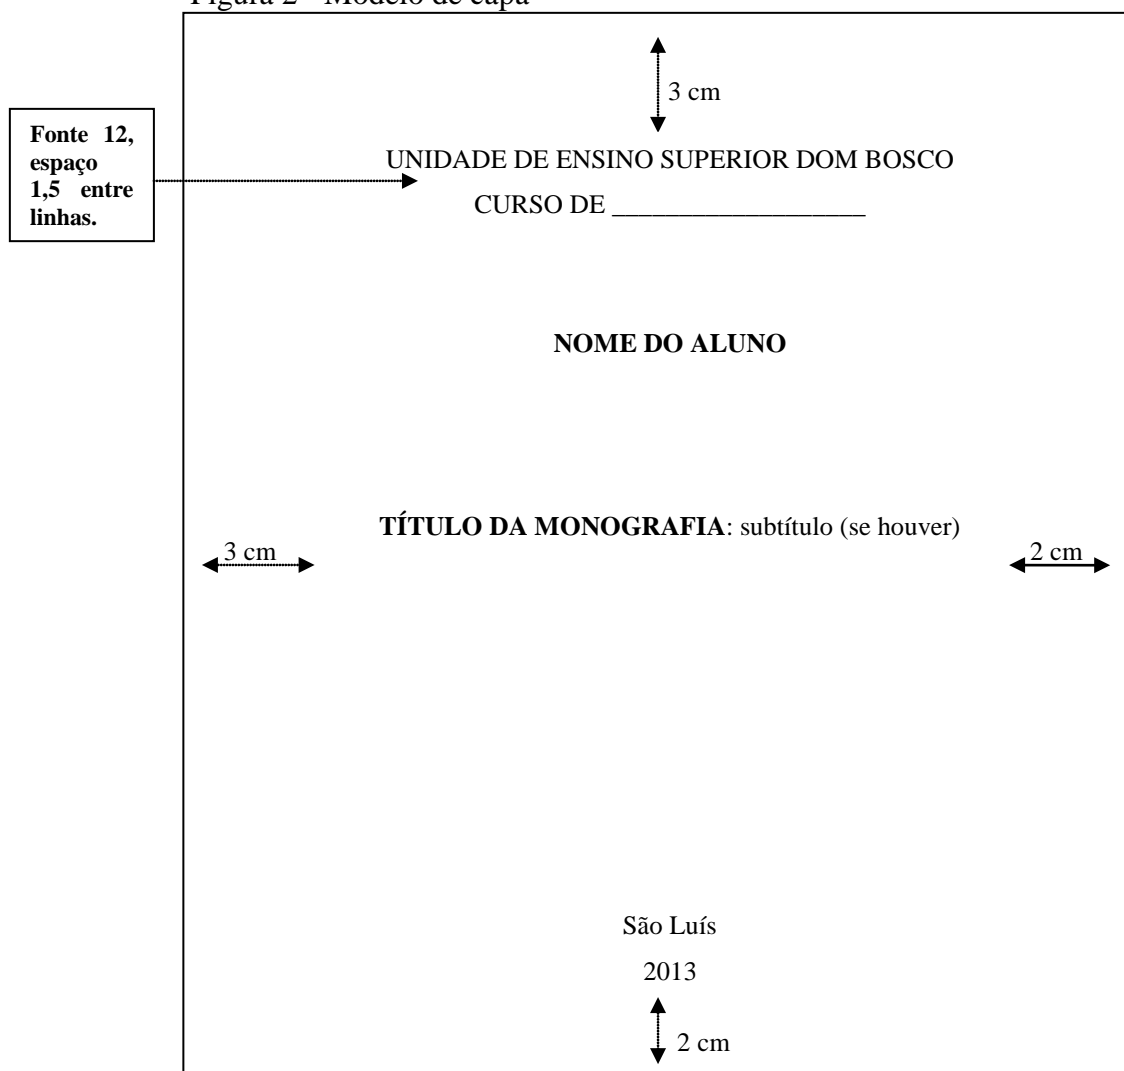 Figura 2 - Modelo de capa
3 cm
Fonte 12,
espaço
1,5 entre
linhas.
UNIDADE DE ENSINO SUPERIOR DOM BOSCO
CURSO DE ___________________
NOME DO ALUNO
TÍTULO DA MONOGRAFIA: subtítulo (se houver)
3 cm
2 cm
São Luís
2013
2 cm